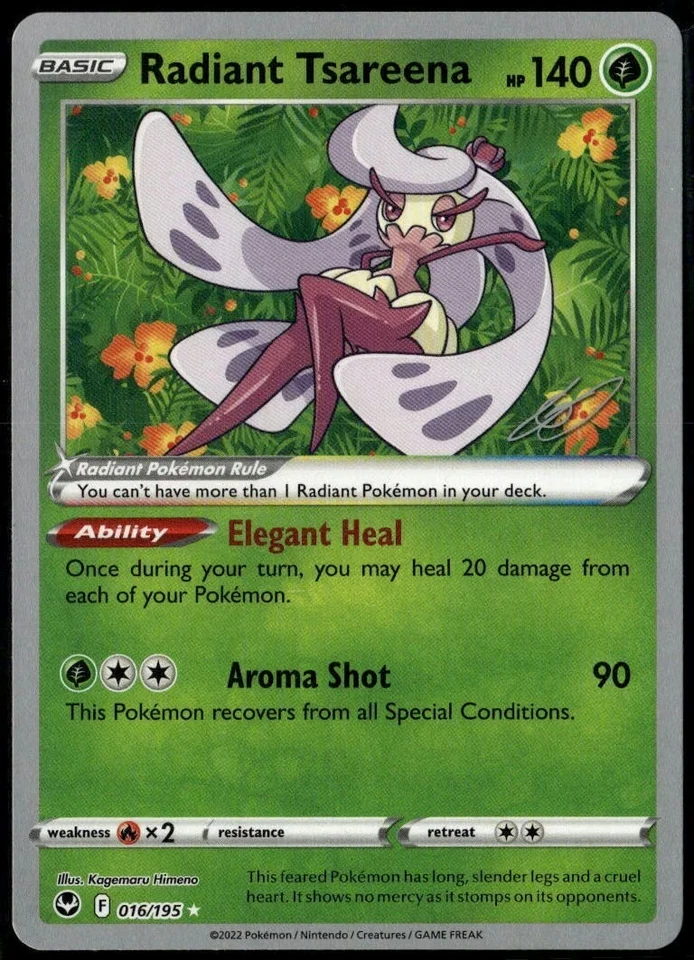 BASIC Radiant Tsareena HP 140
Radiant Pokémon Rule
You can't have more than 1 Radiant Pokémon in your deck.
Ability Elegant Heal
Once during your turn, you may heal 20 damage from
each of your Pokémon.
Aroma Shot 90
This Pokémon recovers from all Special Conditions.
weakness ×2 resistance retreat
Illus. Kagemaru Himeno
This feared Pokémon has long, slender legs and a cruel
heart. It shows no mercy as it stomps on its opponents.
F 016/195
©2022 Pokémon / Nintendo / Creatures / GAME FREAK